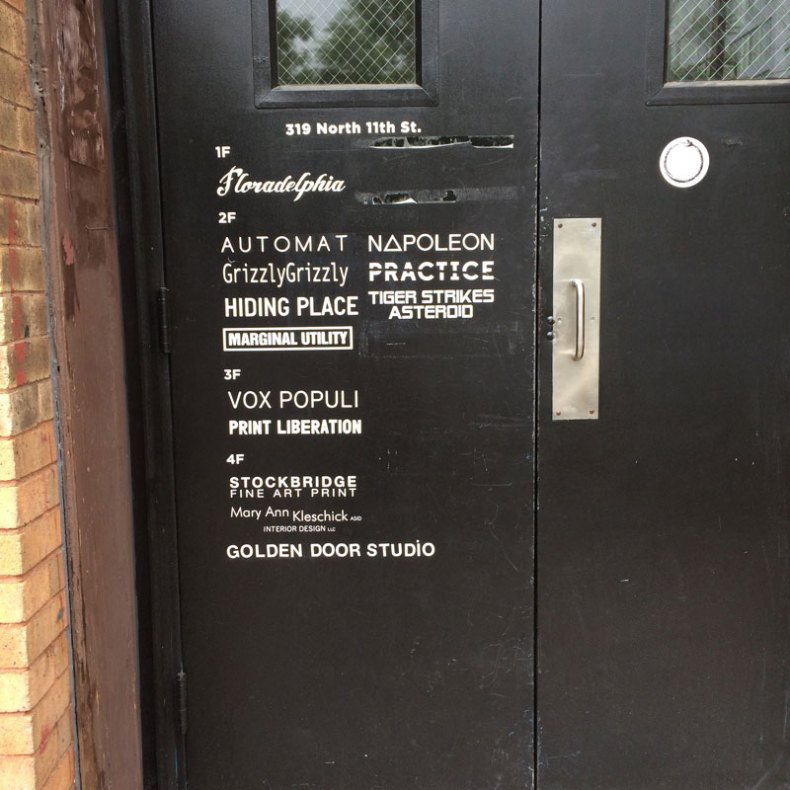 319 North 11th St.
1F
Floradelphia
2F
AUTOMAT NAPOLEON
GrizzlyGrizzly PRACTICE
HIDING PLACE TIGER STRIKES
ASTEROID
MARGINAL UTILITY
3F
VOX POPULI
PRINT LIBERATION
4F
STOCKBRIDGE
FINE ART PRINT
Mary Ann Kleschick ASID
INTERIOR DESIGN LLC
GOLDEN DOOR STUDiO